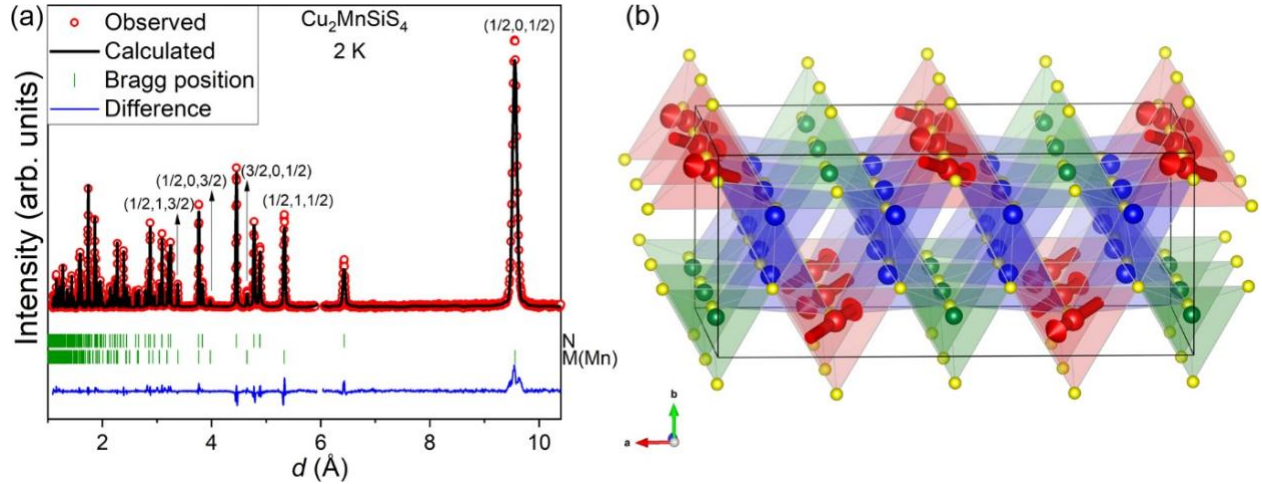 (a)
Observed
Calculated
Bragg position
Difference
Cu₂MnSiS₄
2 K
(1/2,0,1/2)
(1/2,0,3/2)
(3/2,0,1/2)
(1/2,1,3/2)
(1/2,1,1/2)
Intensity (arb. units)
N
M(Mn)
2 4 6 8 10
d (Å)
(b)
b
a